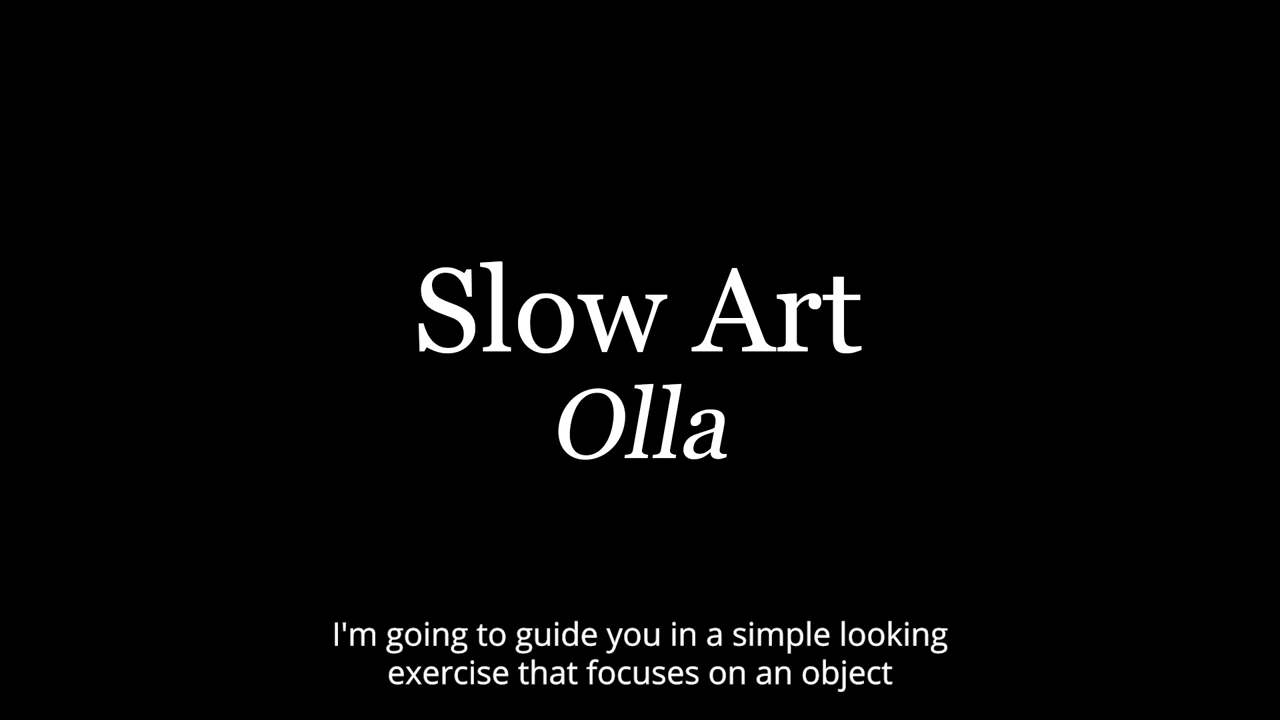 Slow Art
Olla
I'm going to guide you in a simple looking
exercise that focuses on an object